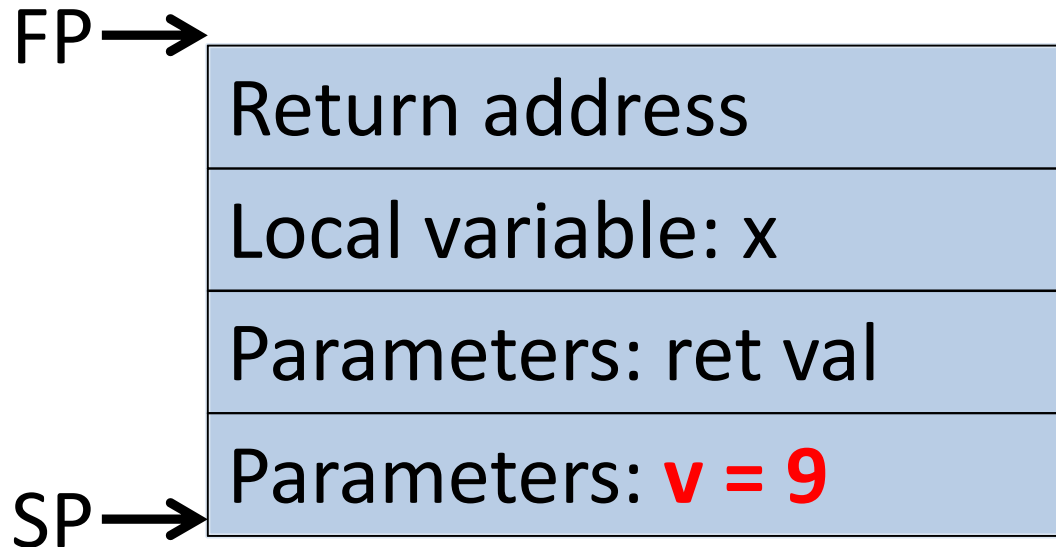 FP
Return address
Local variable: x
Parameters: ret val
Parameters: v = 9
SP